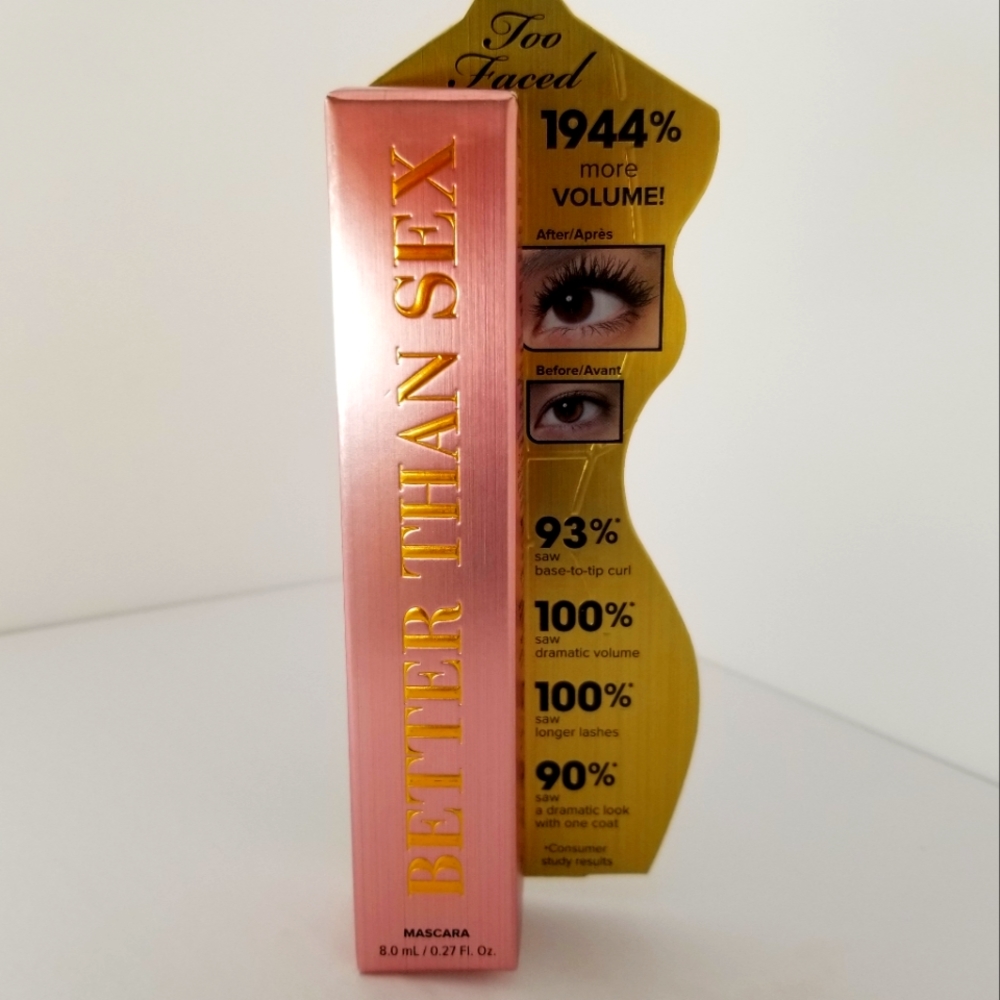 Too
Faced
1944%
more
VOLUME!
After/Après
Before/Avant
93%*
saw
base-to-tip curl
100%*
saw
dramatic volume
100%*
saw
longer lashes
90%*
saw
a dramatic look
with one coat
*Consumer
study results
BETTER THAN SEX
MASCARA
8.0 mL / 0.27 Fl. Oz.